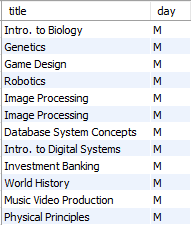 title day
Intro. to Biology M
Genetics M
Game Design M
Robotics M
Image Processing M
Image Processing M
Database System Concepts M
Intro. to Digital Systems M
Investment Banking M
World History M
Music Video Production M
Physical Principles M